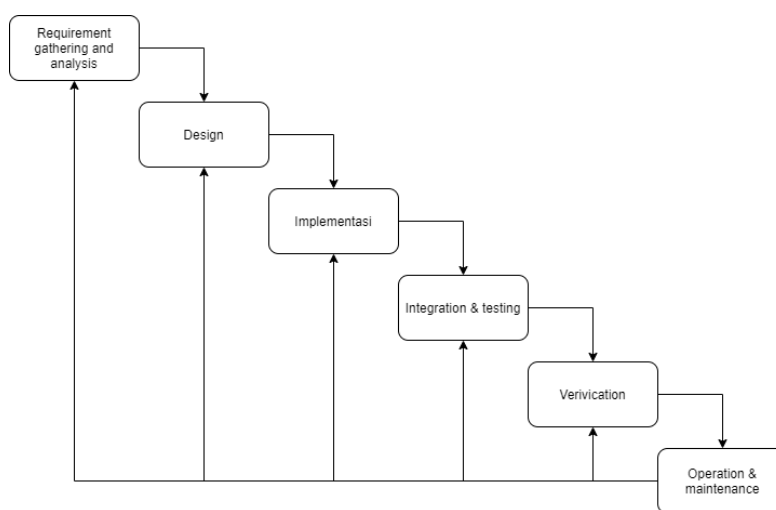 Requirement
gathering and
analysis
Design
Implementasi
Integration & testing
Verivication
Operation &
maintenance